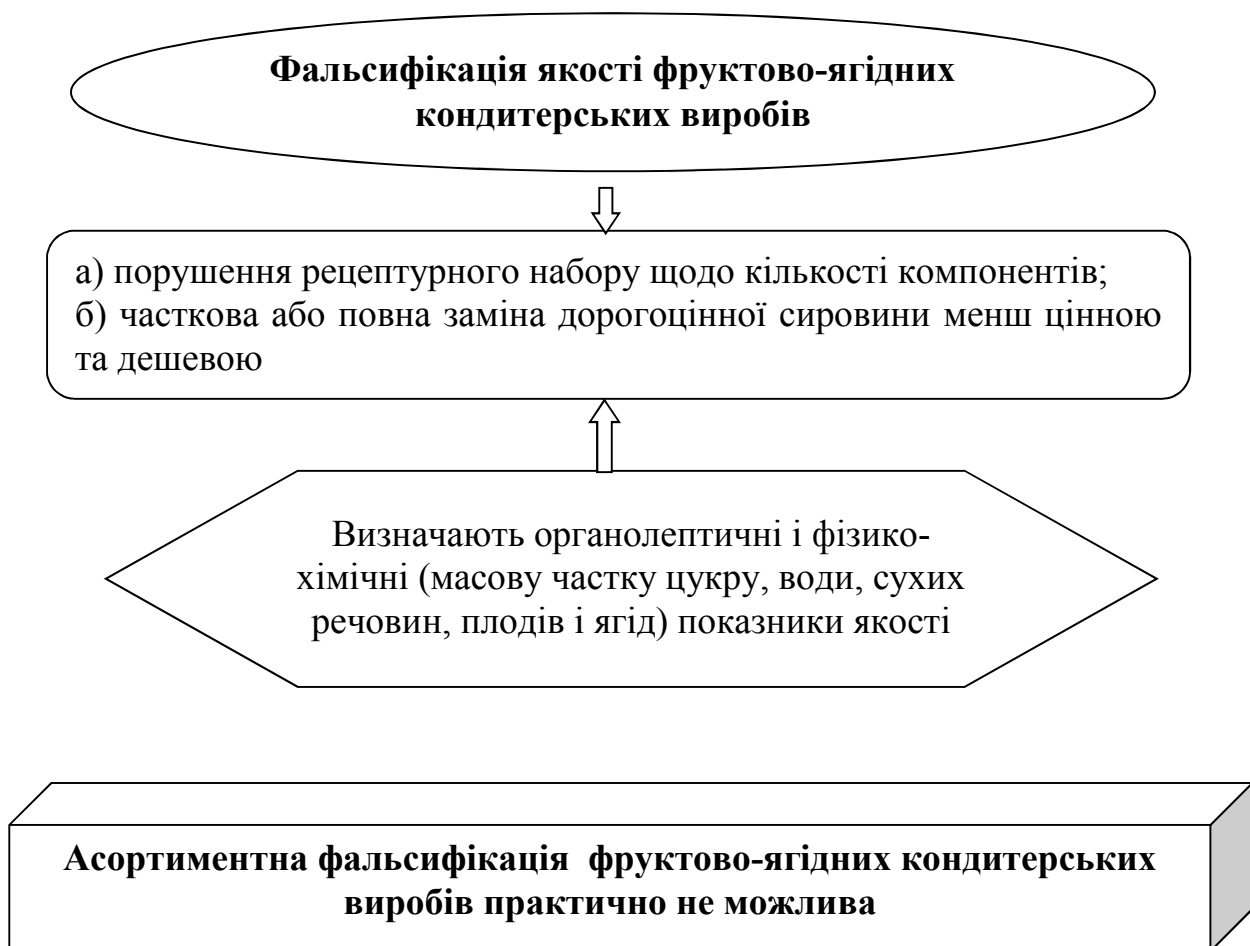 Фальсифікація якості фруктово-ягідних
кондитерських виробів
а) порушення рецептурного набору щодо кількості компонентів;
б) часткова або повна заміна дорогоцінної сировини менш цінною
та дешевою
Визначають органолептичні і фізико-
хімічні (масову частку цукру, води, сухих
речовин, плодів і ягід) показники якості
Асортиментна фальсифікація  фруктово-ягідних кондитерських
виробів практично не можлива